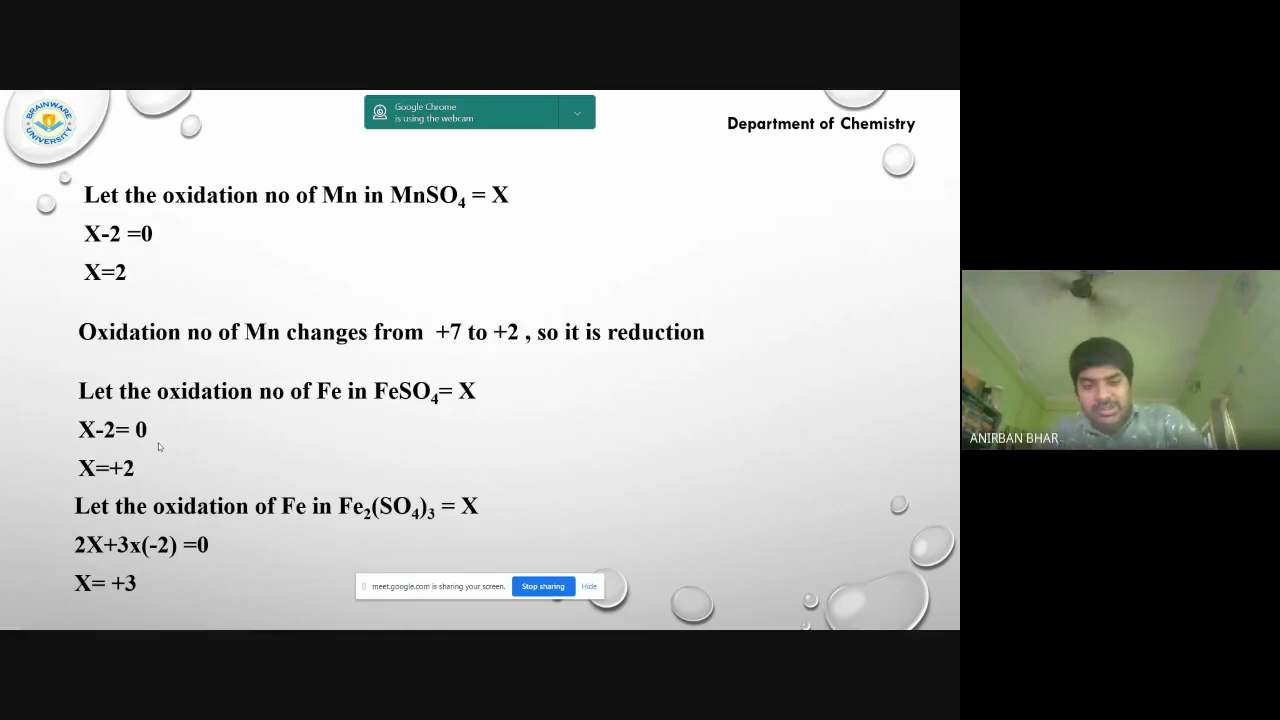 BRAINWARE UNIVERSITY
Google Chrome
is using the webcam
Department of Chemistry
Let the oxidation no of Mn in MnSO₄ = X
X-2 =0
X=2
Oxidation no of Mn changes from +7 to +2 , so it is reduction
Let the oxidation no of Fe in FeSO₄= X
X-2= 0
X=+2
Let the oxidation of Fe in Fe₂(SO₄)₃ = X
2X+3x(-2) =0
X= +3
meet.google.com is sharing your screen. Stop sharing Hide
ANIRBAN BHAR